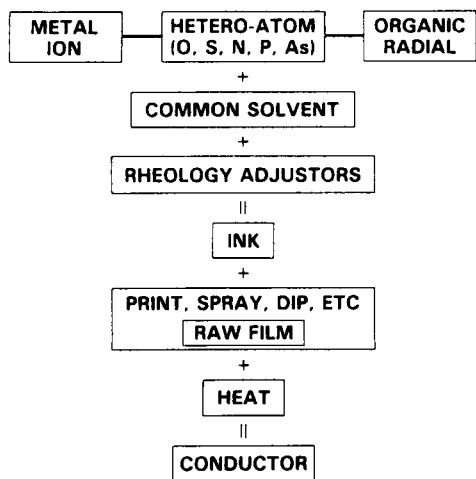 METAL ION
HETERO-ATOM (O, S, N, P, As)
ORGANIC RADIAL
+
COMMON SOLVENT
+
RHEOLOGY ADJUSTORS
=
INK
+
PRINT, SPRAY, DIP, ETC
RAW FILM
+
HEAT
=
CONDUCTOR